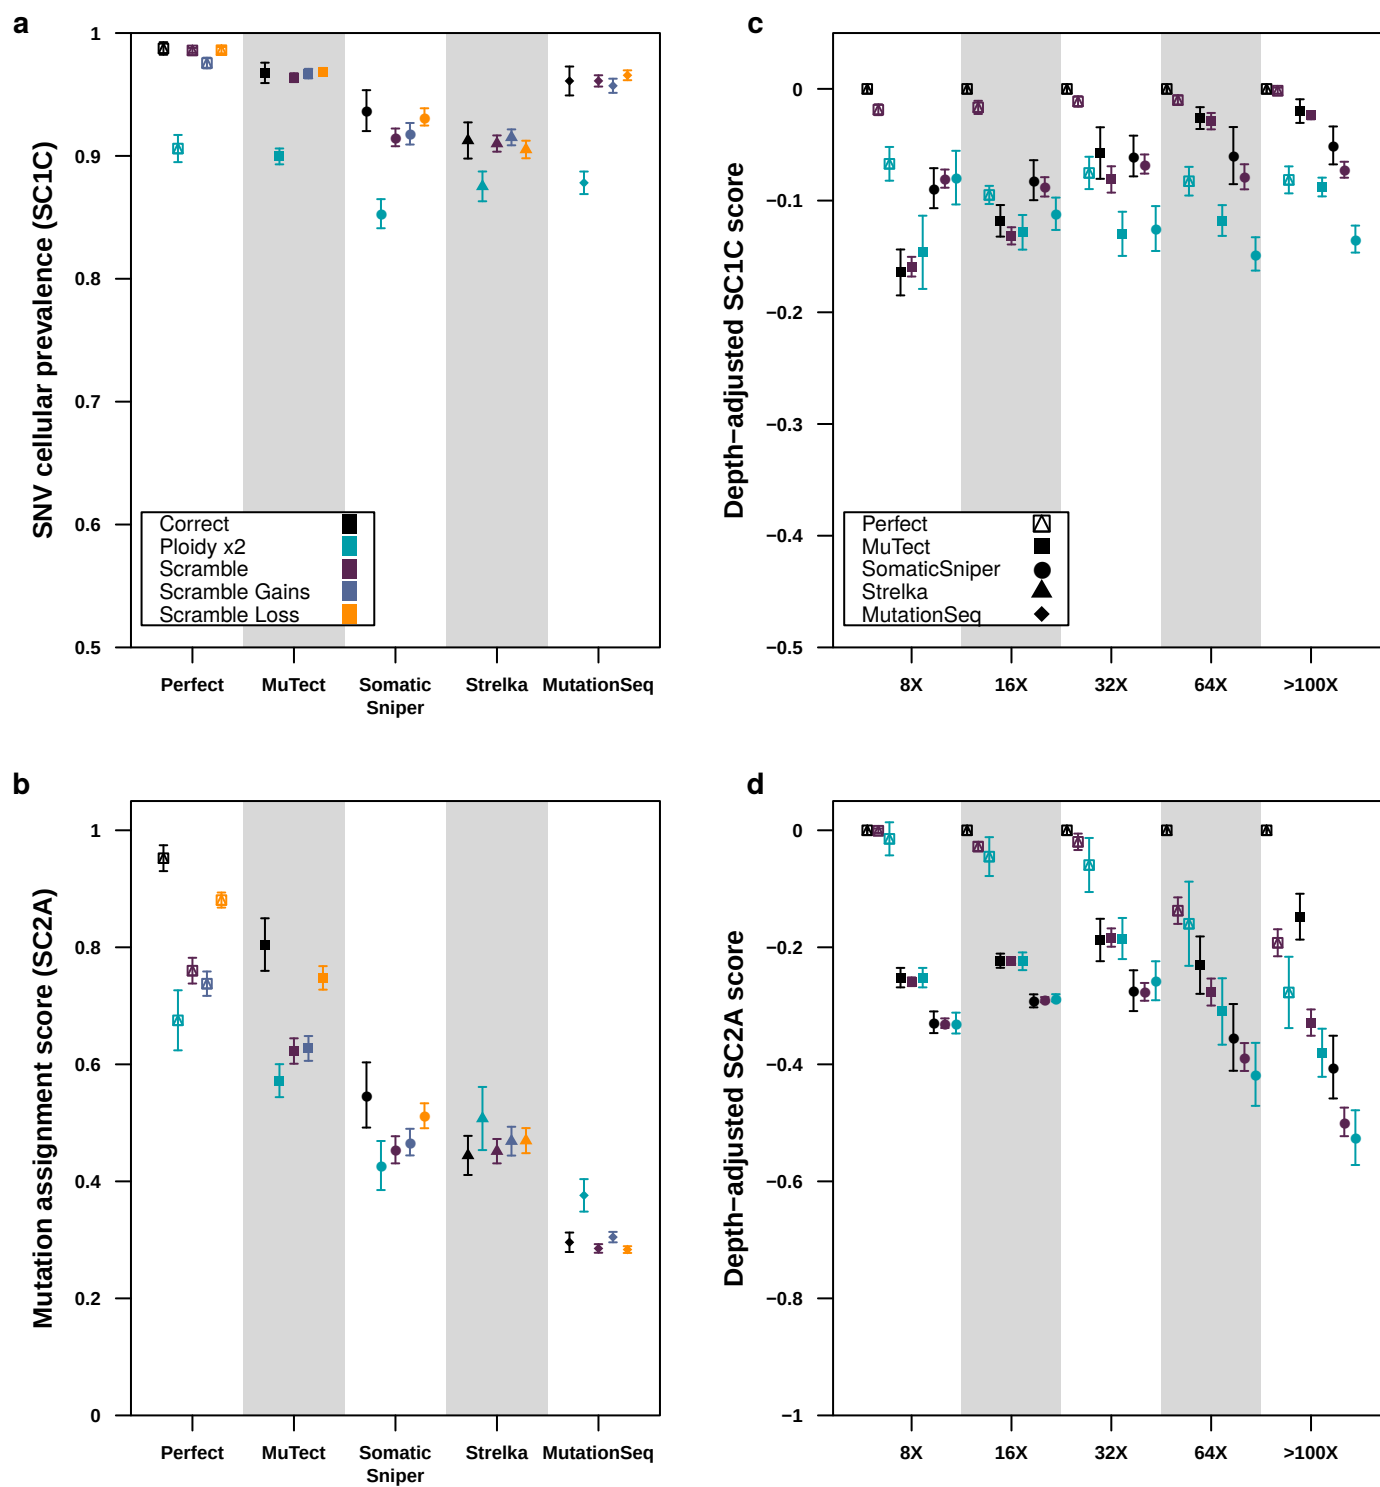 a
SNV cellular prevalence (SC1C)
1
0.9
0.8
0.7
0.6
0.5
Correct
Ploidy x2
Scramble
Scramble Gains
Scramble Loss
Perfect
MuTect
Somatic
Sniper
Strelka
MutationSeq
c
Depth−adjusted SC1C score
0
−0.1
−0.2
−0.3
−0.4
−0.5
Perfect
MuTect
SomaticSniper
Strelka
MutationSeq
8X
16X
32X
64X
>100X
b
Mutation assignment score (SC2A)
1
0.8
0.6
0.4
0.2
0
Perfect
MuTect
Somatic
Sniper
Strelka
MutationSeq
d
Depth−adjusted SC2A score
0
−0.2
−0.4
−0.6
−0.8
−1
8X
16X
32X
64X
>100X